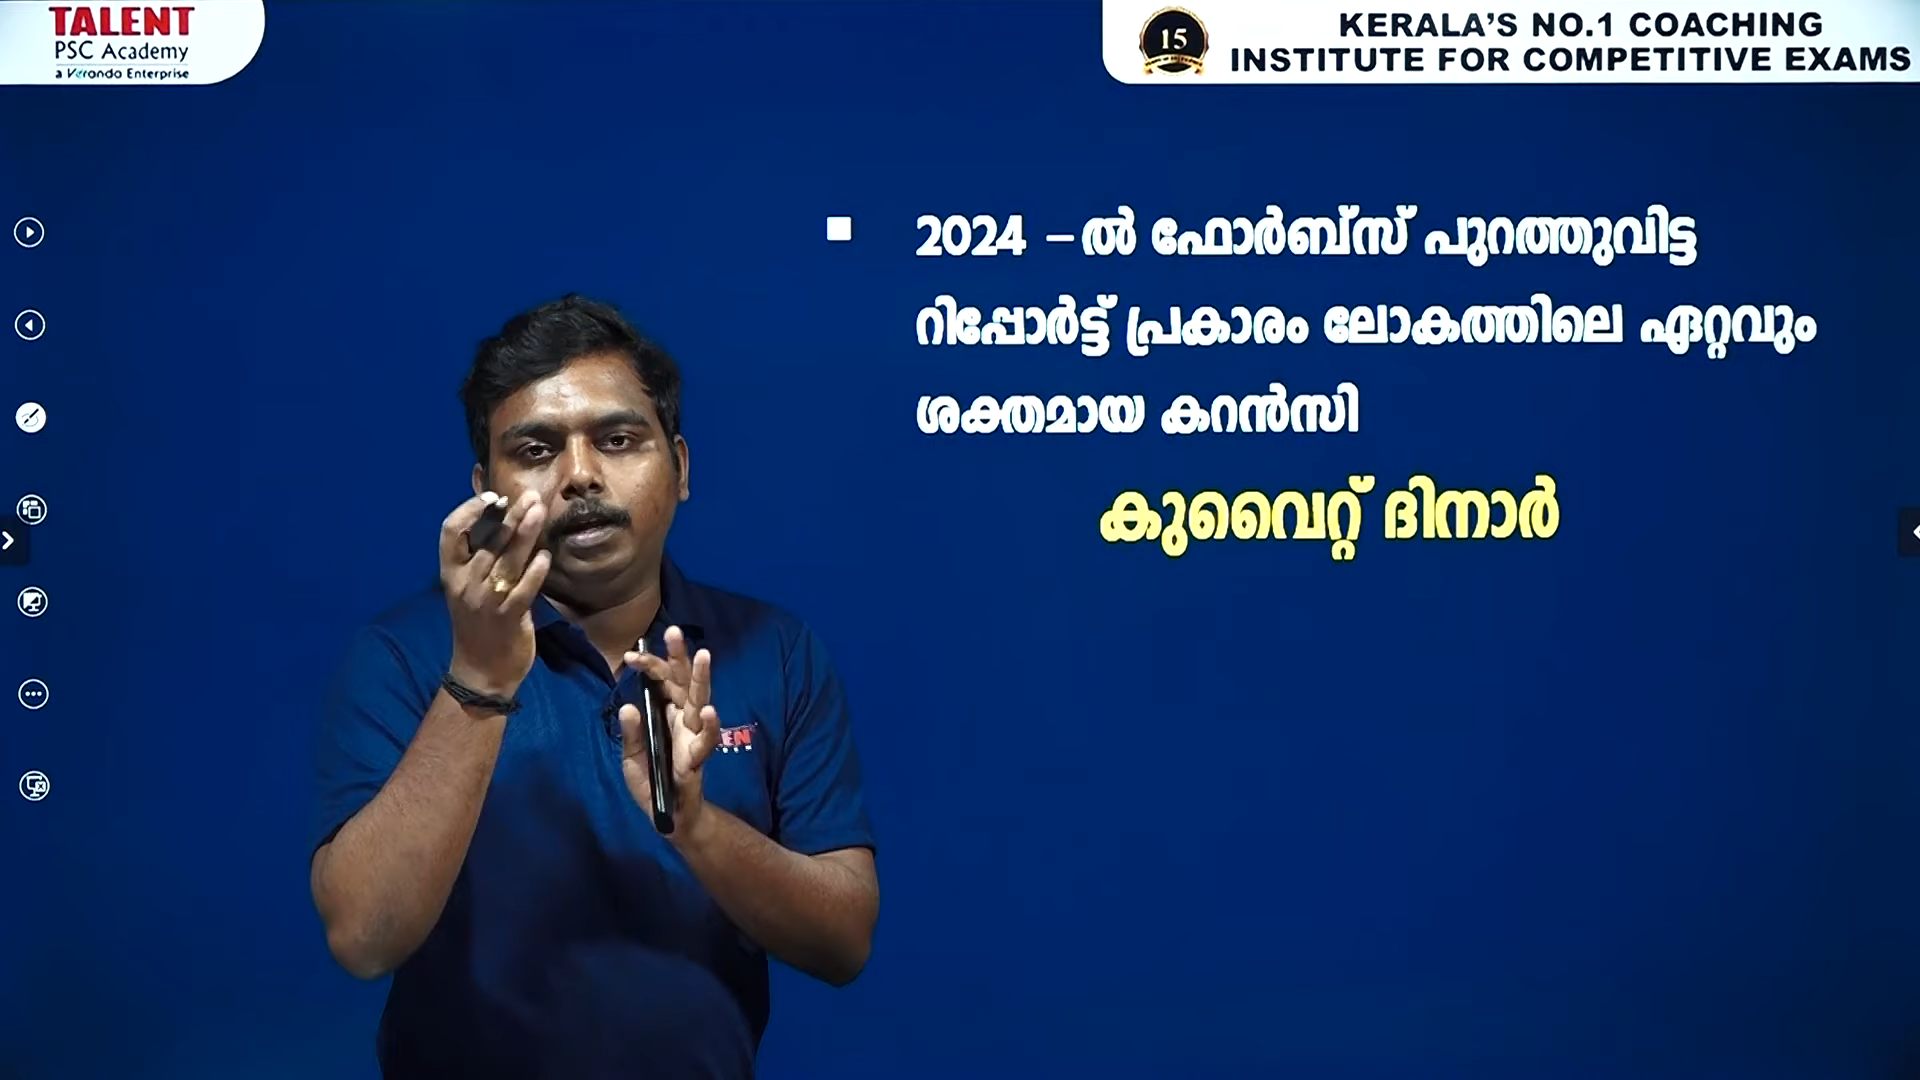 TALENT
PSC Academy
a Veranda Enterprise
15
KERALA'S NO.1 COACHING
INSTITUTE FOR COMPETITIVE EXAMS
2024 -ൽ ഫോർബ്സ് പുറത്തുവിട്ട
റിപ്പോർട്ട് പ്രകാരം ലോകത്തിലെ ഏറ്റവും
ശക്തമായ കറൻസി
കുവൈറ്റ് ദിനാർ